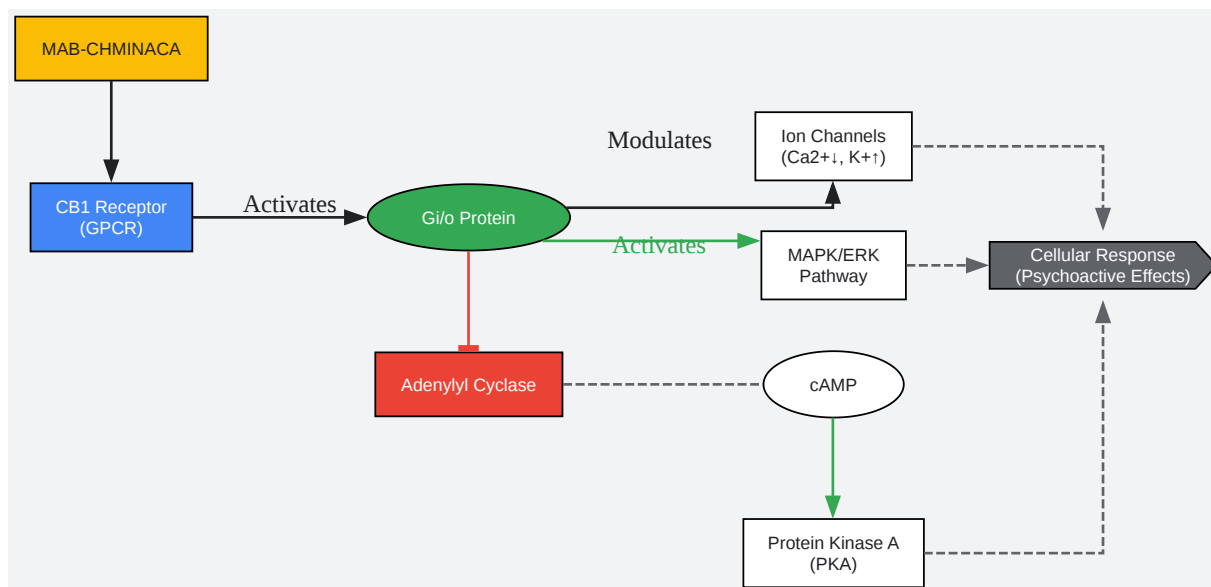 MAB-CHMINACA
CB1 Receptor
(GPCR)
Activates
Gi/o Protein
Modulates
Ion Channels
(Ca2+↓, K+↑)
Activates
MAPK/ERK
Pathway
Cellular Response
(Psychoactive Effects)
Adenylyl Cyclase
cAMP
Protein Kinase A
(PKA)